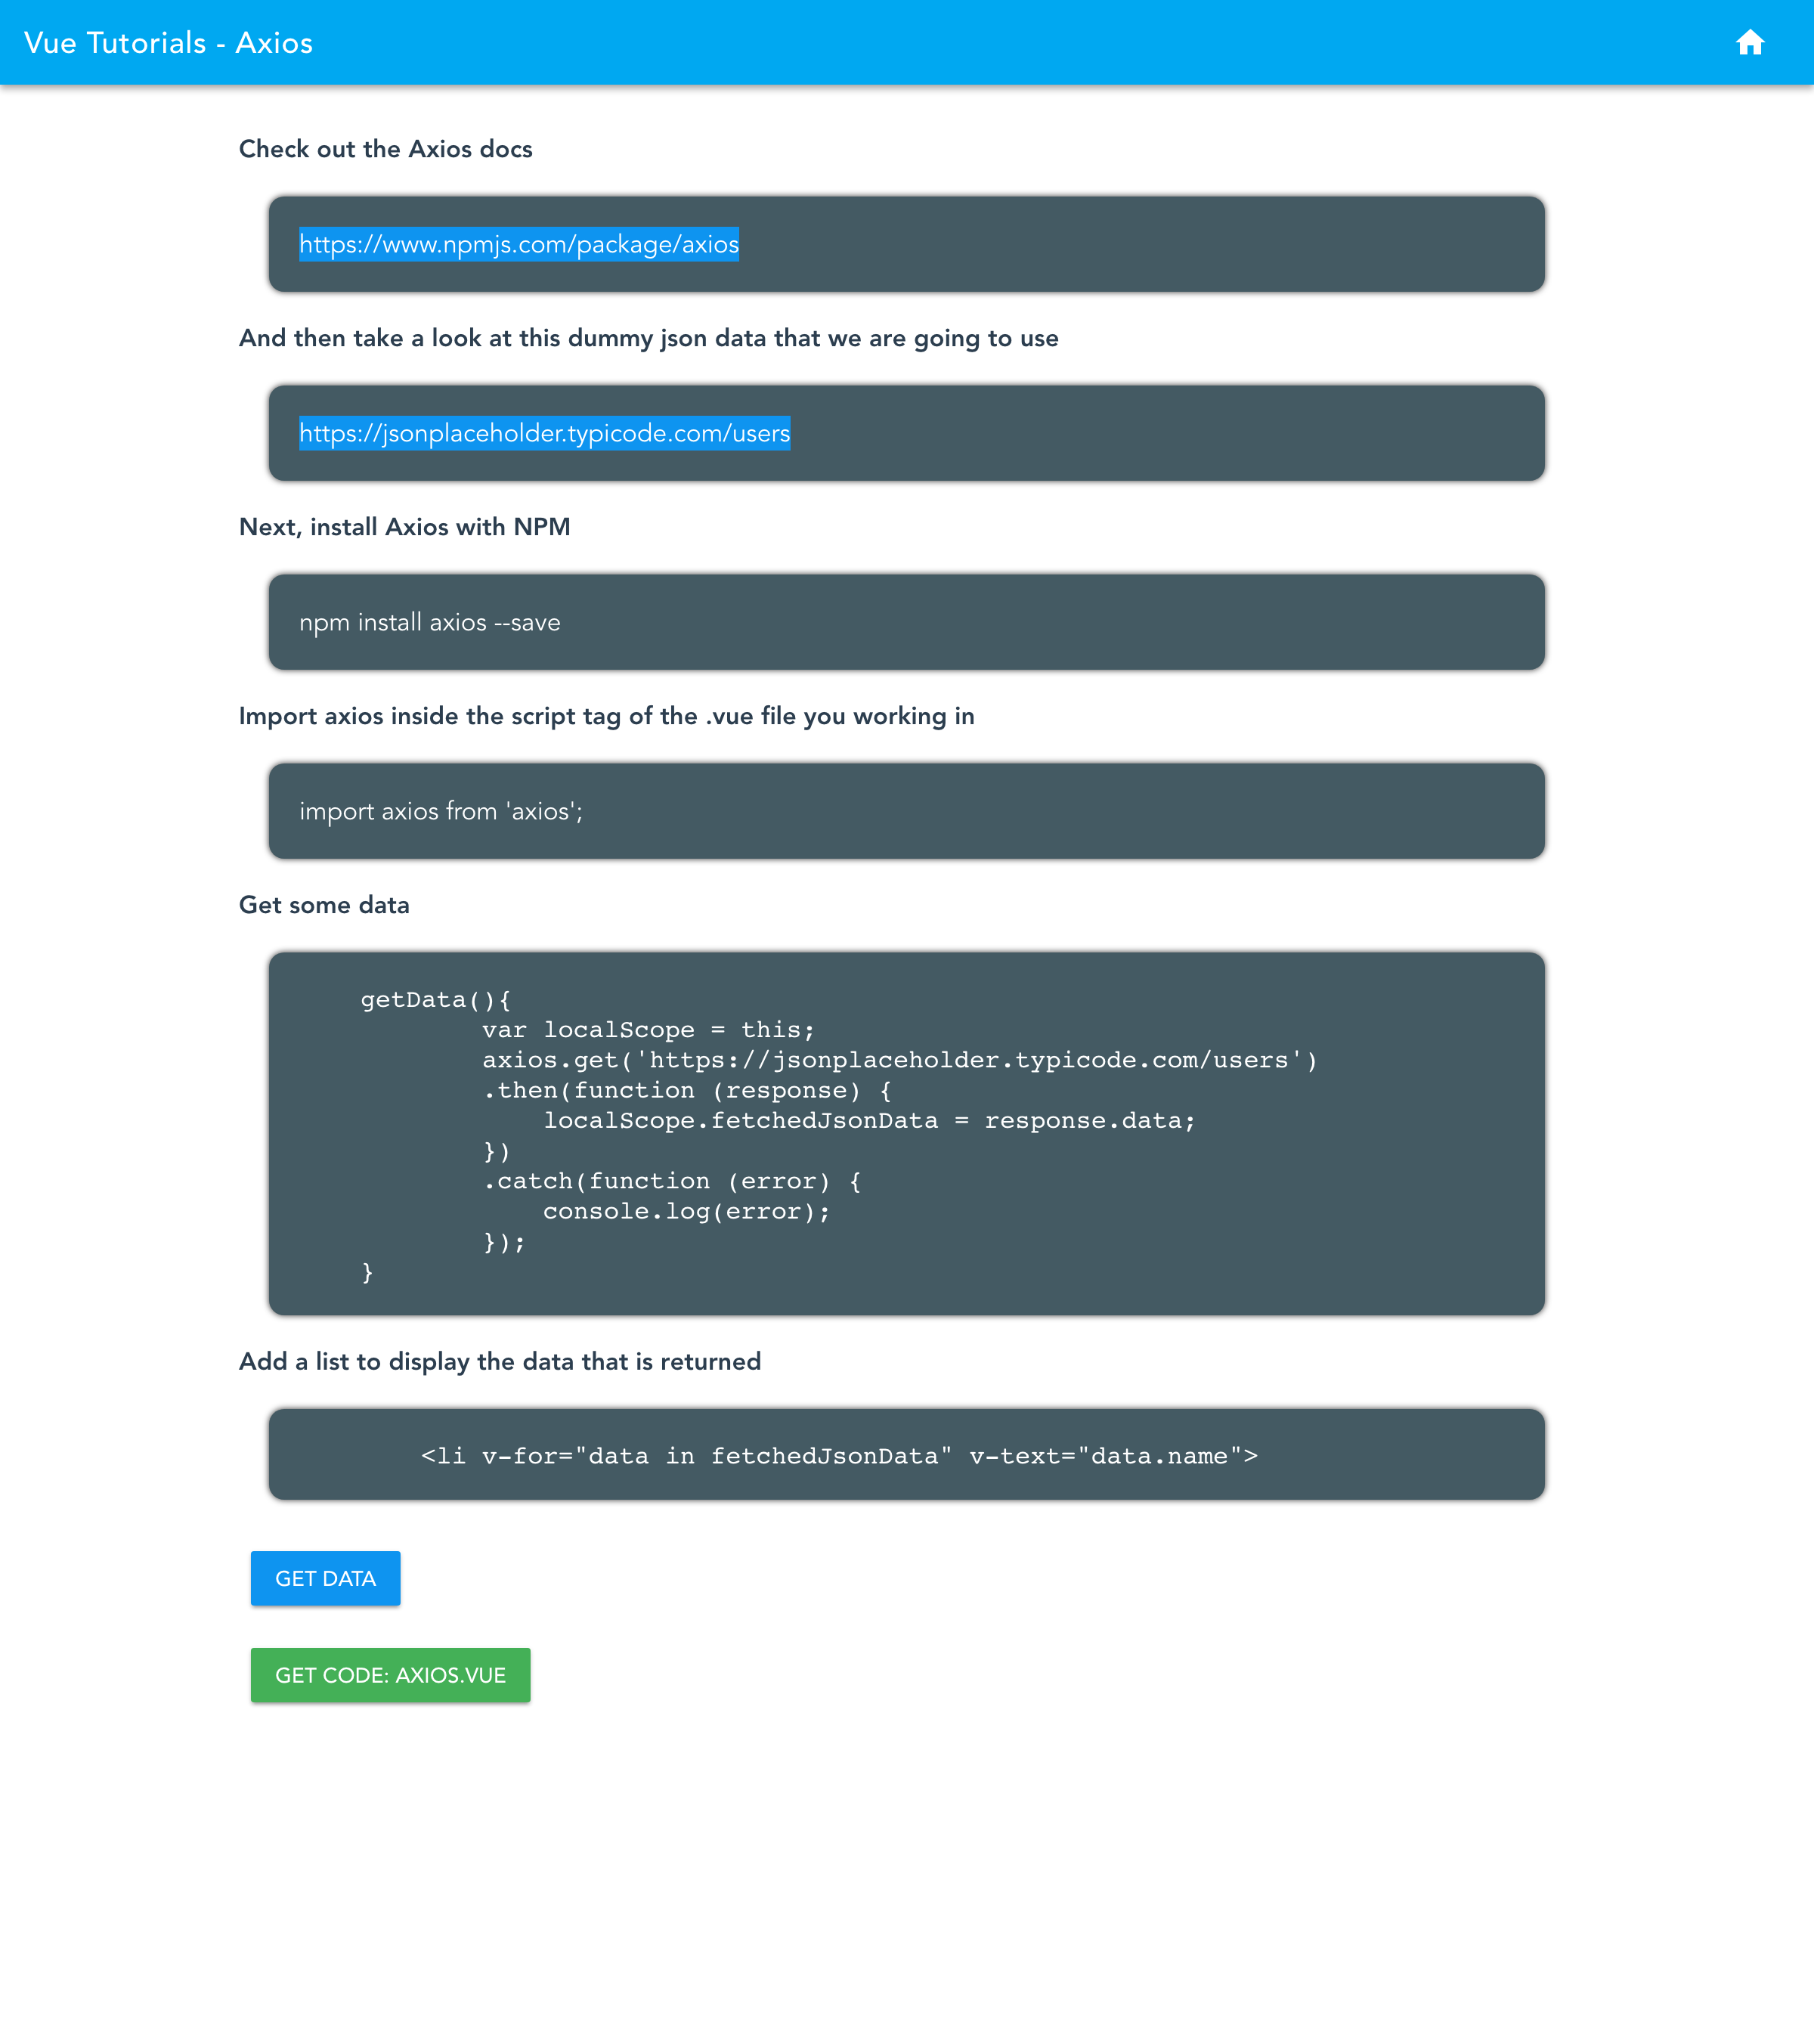 Vue Tutorials - Axios
Check out the Axios docs
https://www.npmjs.com/package/axios
And then take a look at this dummy json data that we are going to use
https://jsonplaceholder.typicode.com/users
Next, install Axios with NPM
npm install axios --save
Import axios inside the script tag of the .vue file you working in
import axios from 'axios';
Get some data
getData(){
var localScope = this;
axios.get('https://jsonplaceholder.typicode.com/users')
.then(function (response) {
localScope.fetchedJsonData = response.data;
})
.catch(function (error) {
console.log(error);
});
}
Add a list to display the data that is returned
<li v-for="data in fetchedJsonData" v-text="data.name">
GET DATA
GET CODE: AXIOS.VUE